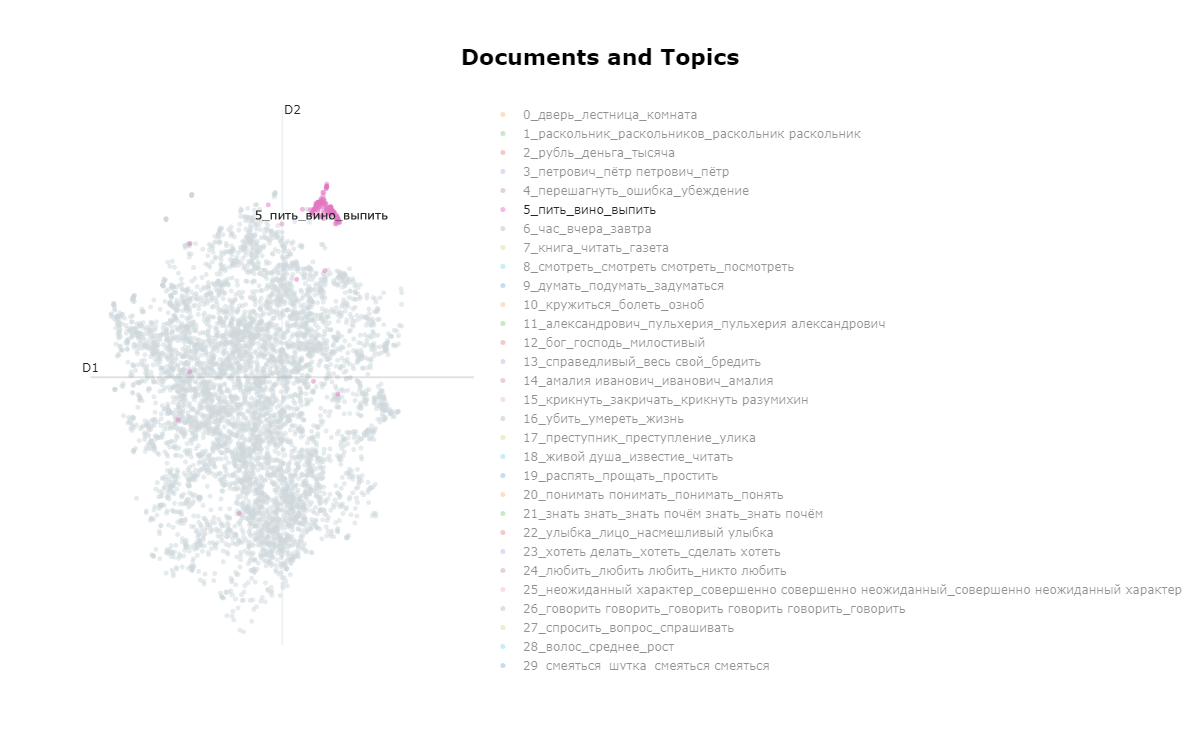 Documents and Topics
D2
D1
5_пить_вино_выпить
0_дверь_лестница_комната
1_раскольник_раскольников_раскольник раскольник
2_рубль_деньга_тысяча
3_петрович_пётр петрович_пётр
4_перешагнуть_ошибка_убеждение
5_пить_вино_выпить
6_час_вчера_завтра
7_книга_читать_газета
8_смотреть_смотреть смотреть_посмотреть
9_думать_подумать_задуматься
10_кружиться_болеть_озноб
11_александрович_пульхерия_пульхерия александрович
12_бог_господь_милостивый
13_справедливый_весь свой_бредить
14_амалия иванович_иванович_амалия
15_крикнуть_закричать_крикнуть разумихин
16_убить_умереть_жизнь
17_преступник_преступление_улика
18_живой душа_известие_читать
19_распять_прощать_простить
20_понимать понимать_понимать_понять
21_знать знать_знать почём знать_знать почём
22_улыбка_лицо_насмешливый улыбка
23_хотеть делать_хотеть_сделать хотеть
24_любить_любить любить_никто любить
25_неожиданный характер_совершенно совершенно неожиданный_совершенно неожиданный характер
26_говорить говорить_говорить говорить говорить_говорить
27_спросить_вопрос_спрашивать
28_волос_среднее_рост
29_смеяться_шутка_смеяться смеяться